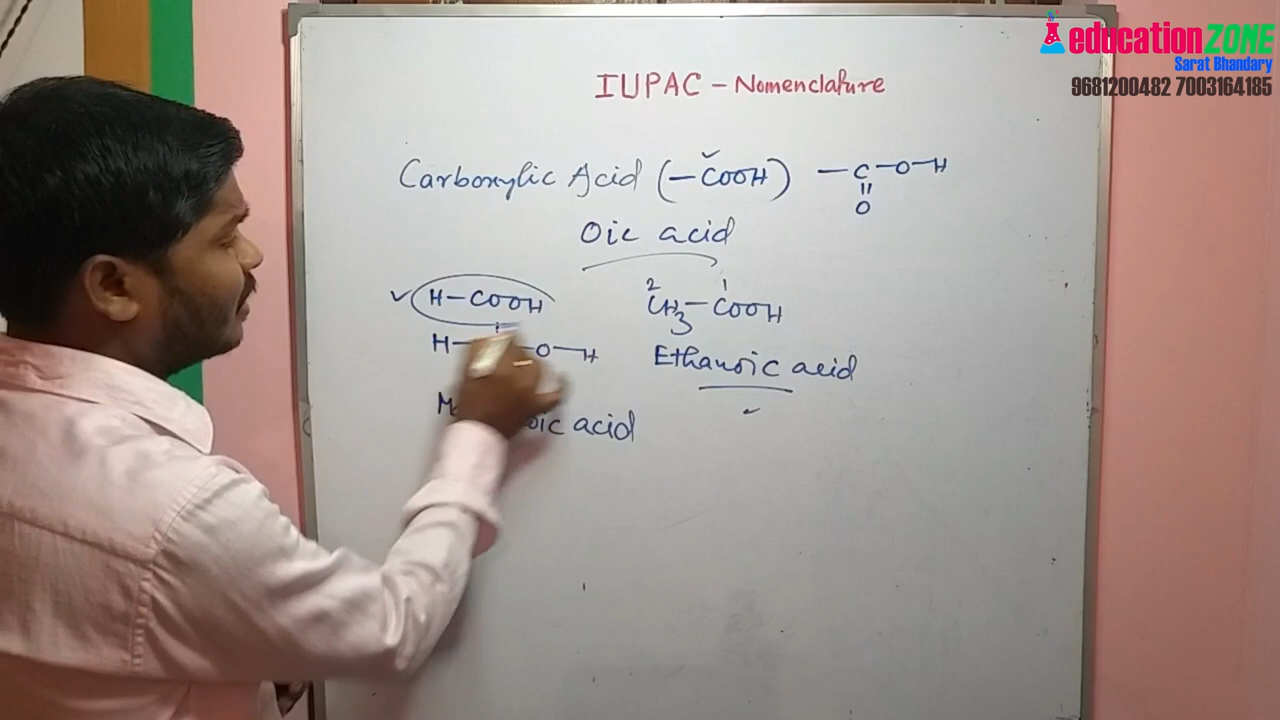 educationZONE
Sarat Bhandary
9681200482 7003164185
IUPAC - Nomenclature
Carboxylic Acid (-COOH) -C-O-H
=O
Oic acid
H-COOH
H- -O-H
oic acid
2 1
CH3-COOH
Ethanoic acid